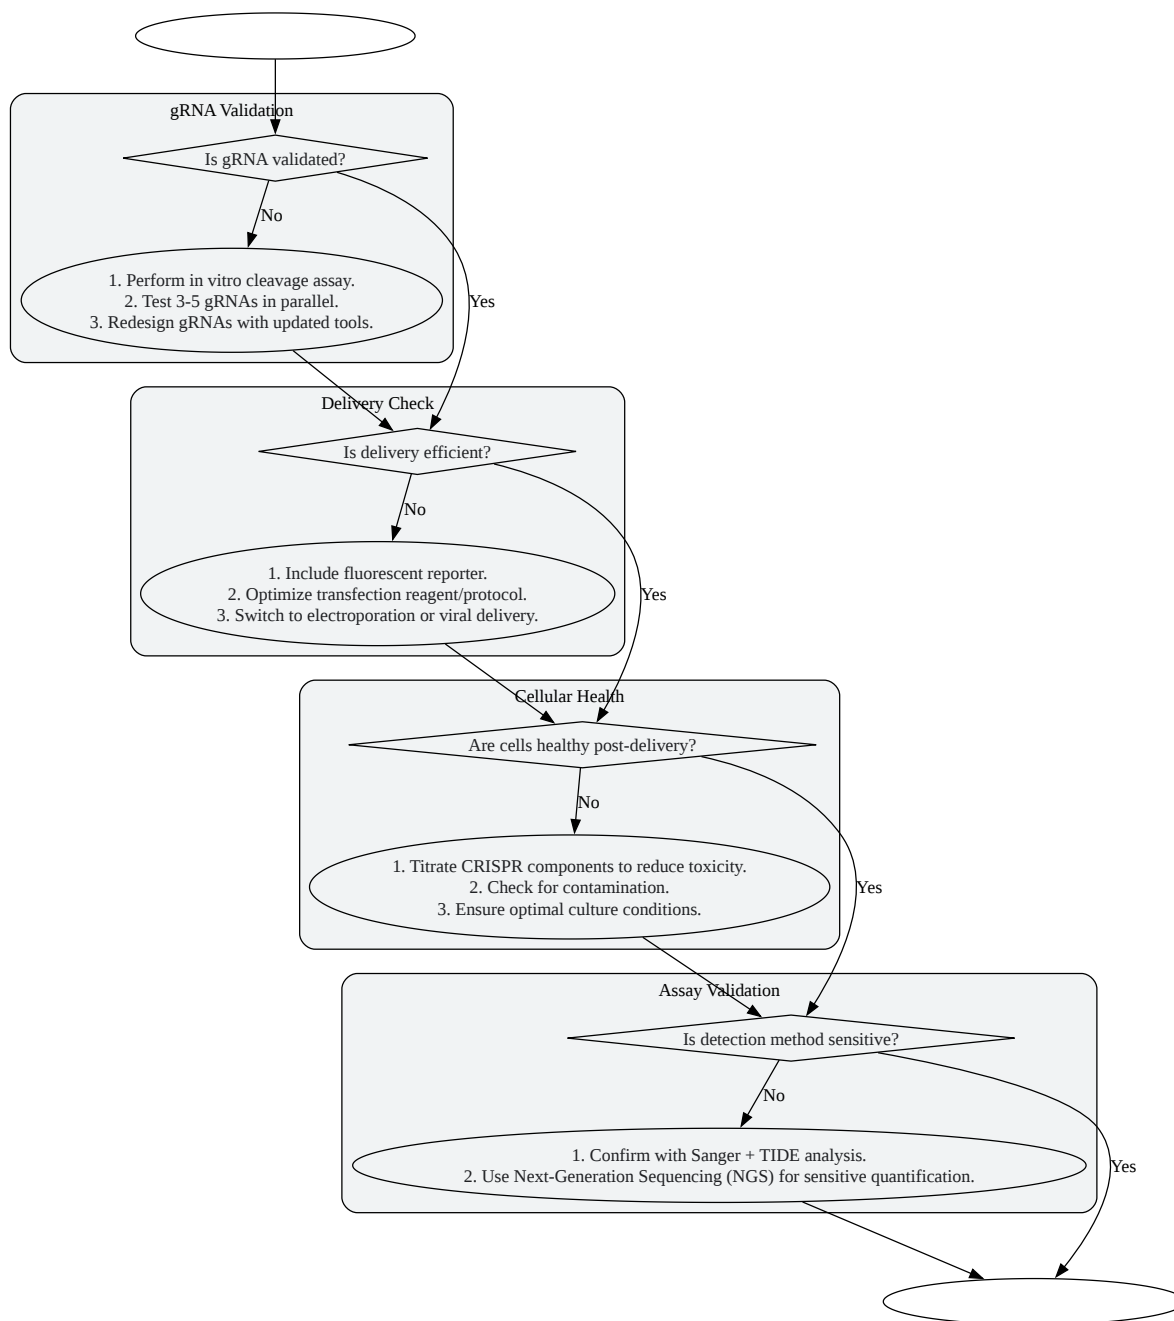 gRNA Validation
Is gRNA validated?
No
1. Perform in vitro cleavage assay.
2. Test 3-5 gRNAs in parallel.
3. Redesign gRNAs with updated tools.
Yes
Delivery Check
Is delivery efficient?
No
1. Include fluorescent reporter.
2. Optimize transfection reagent/protocol.
3. Switch to electroporation or viral delivery.
Yes
Cellular Health
Are cells healthy post-delivery?
No
1. Titrate CRISPR components to reduce toxicity.
2. Check for contamination.
3. Ensure optimal culture conditions.
Yes
Assay Validation
Is detection method sensitive?
No
1. Confirm with Sanger + TIDE analysis.
2. Use Next-Generation Sequencing (NGS) for sensitive quantification.
Yes